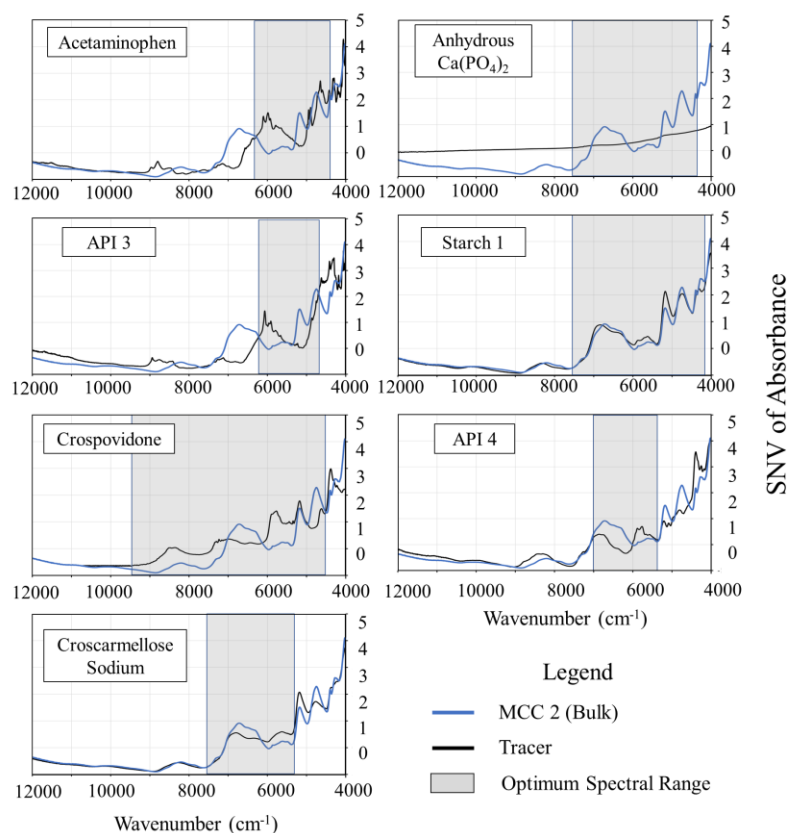 Acetaminophen
5
4
3
2
1
0
12000 10000 8000 6000 4000
Anhydrous
Ca(PO₄)₂
5
4
3
2
1
0
12000 10000 8000 6000 4000
API 3
5
4
3
2
1
0
12000 10000 8000 6000 4000
Starch 1
5
4
3
2
1
0
12000 10000 8000 6000 4000
Crospovidone
5
4
3
2
1
0
12000 10000 8000 6000 4000
API 4
5
4
3
2
1
0
12000 10000 8000 6000 4000
Wavenumber (cm⁻¹)
Croscarmellose
Sodium
5
4
3
2
1
0
12000 10000 8000 6000 4000
Wavenumber (cm⁻¹)
SNV of Absorbance
Legend
MCC 2 (Bulk)
Tracer
Optimum Spectral Range